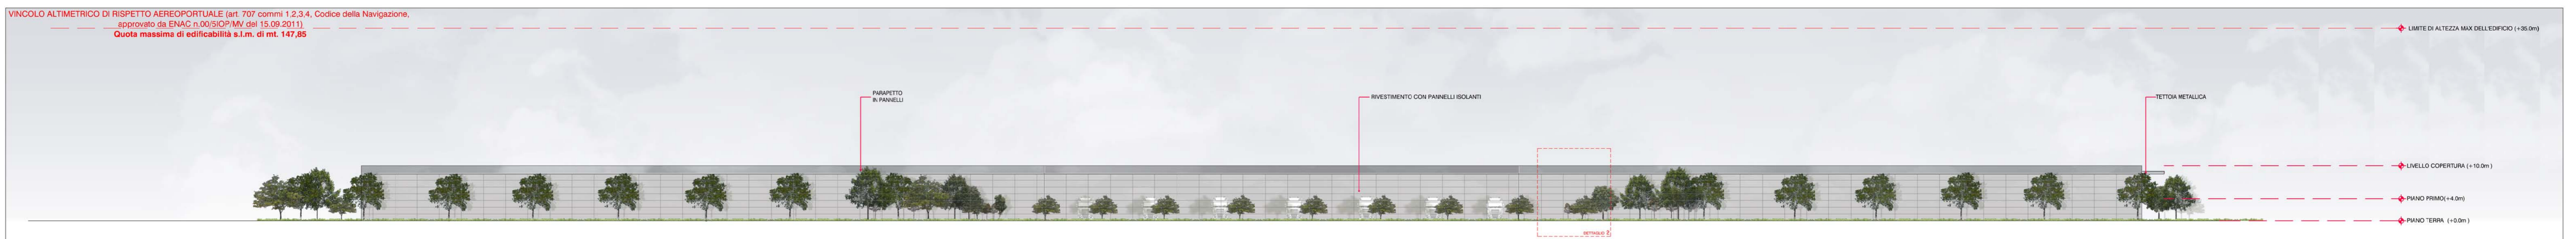 VINCOLO ALTIMETRICO DI RISPETTO AEREOPORTUALE (art. 707 commi 1,2,3,4, Codice della Navigazione,
approvato da ENAC n.00/5IOP/MV del 15.09.2011)
Quota massima di edificabilità s.l.m. di mt. 147,85
LIMITE DI ALTEZZA MAX DELL'EDIFICIO (+35.0m)
PARAPETTO
IN PANNELLI
RIVESTIMENTO CON PANNELLI ISOLANTI
TETTOIA METALLICA
LIVELLO COPERTURA (+10.0m )
PIANO PRIMO(+4.0m)
PIANO TERRA (+0.0m )
DETTAGLIO 2